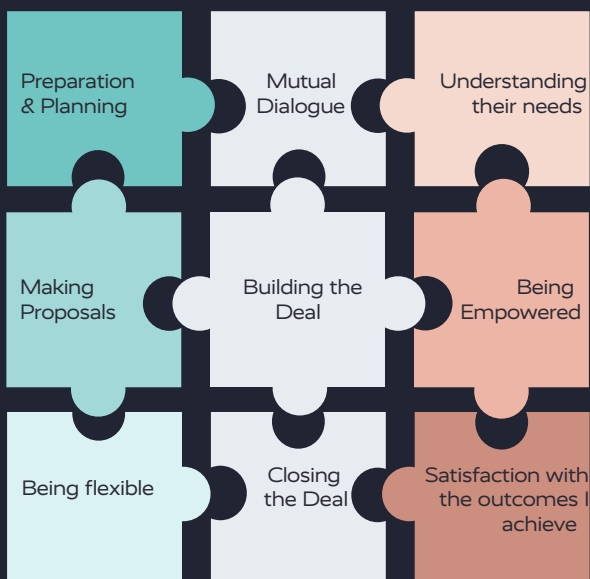 Preparation
& Planning
Mutual
Dialogue
Understanding
their needs
Making
Proposals
Building the
Deal
Being
Empowered
Being flexible
Closing
the Deal
Satisfaction with
the outcomes I
achieve